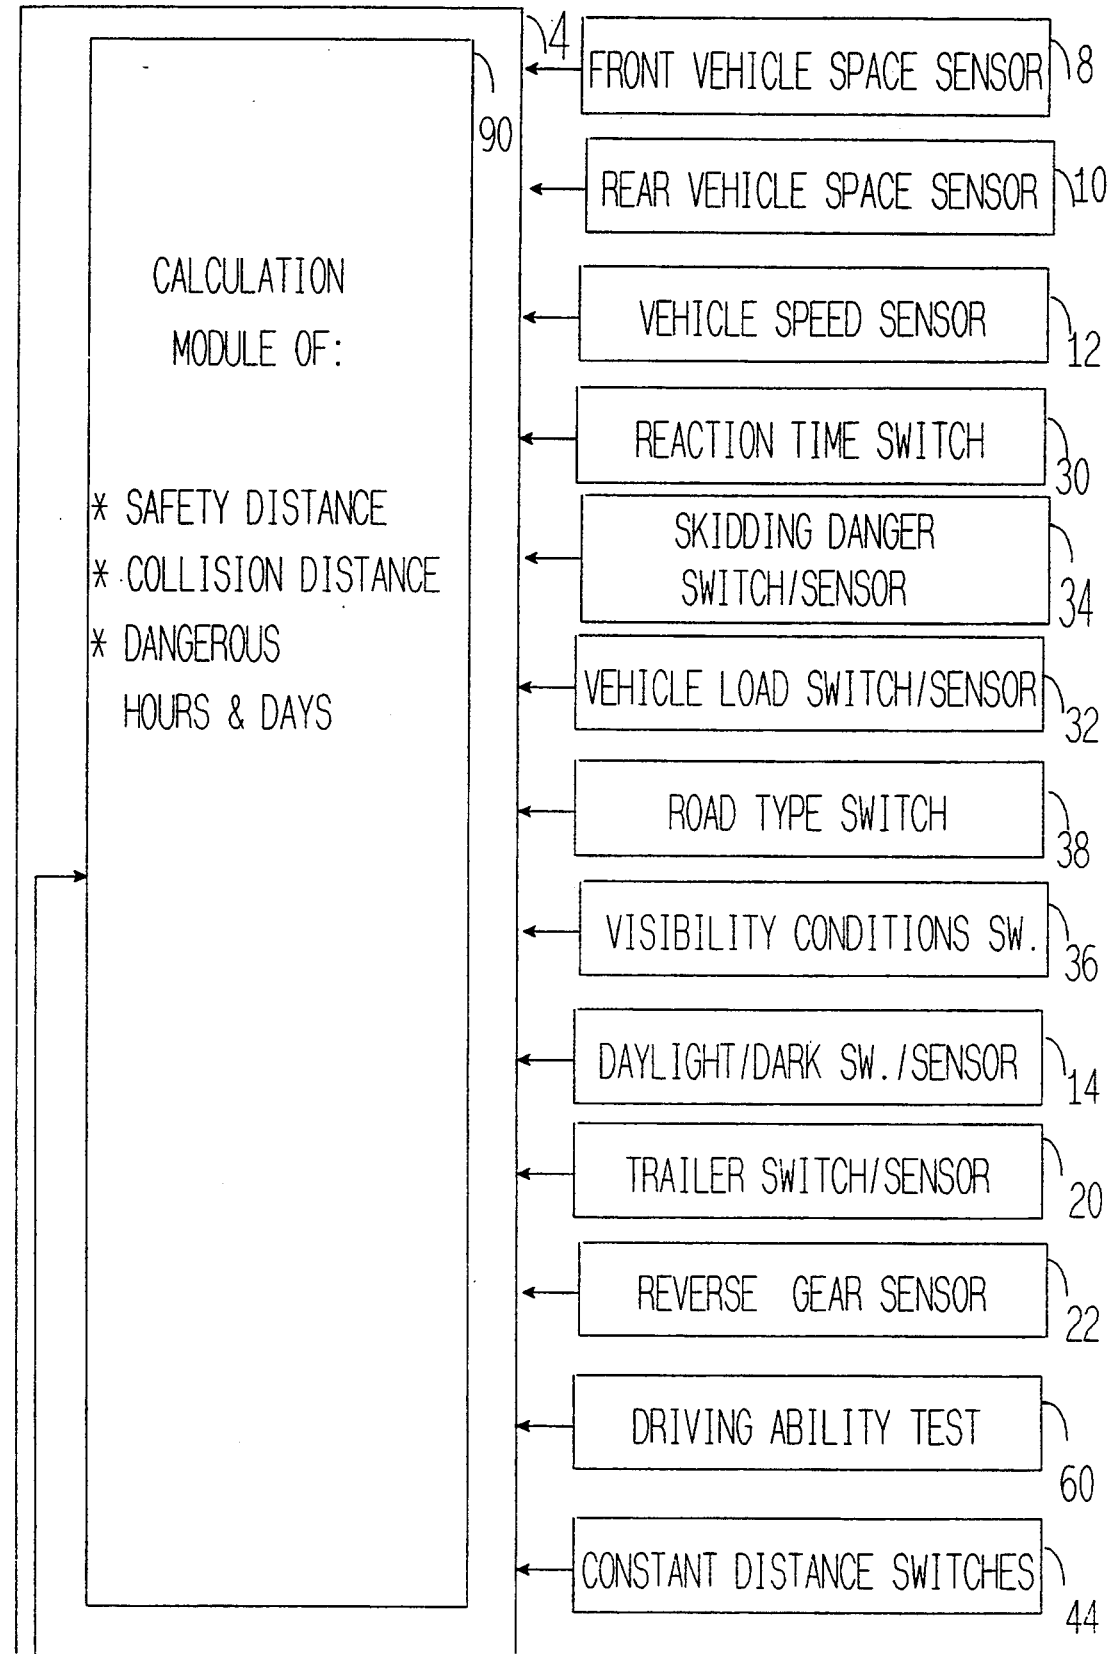 4
90
CALCULATION
MODULE OF:
* SAFETY DISTANCE
* COLLISION DISTANCE
* DANGEROUS
HOURS & DAYS
FRONT VEHICLE SPACE SENSOR
8
REAR VEHICLE SPACE SENSOR
10
VEHICLE SPEED SENSOR
12
REACTION TIME SWITCH
30
SKIDDING DANGER
SWITCH/SENSOR
34
VEHICLE LOAD SWITCH/SENSOR
32
ROAD TYPE SWITCH
38
VISIBILITY CONDITIONS SW.
36
DAYLIGHT/DARK SW./SENSOR
14
TRAILER SWITCH/SENSOR
20
REVERSE GEAR SENSOR
22
DRIVING ABILITY TEST
60
CONSTANT DISTANCE SWITCHES
44